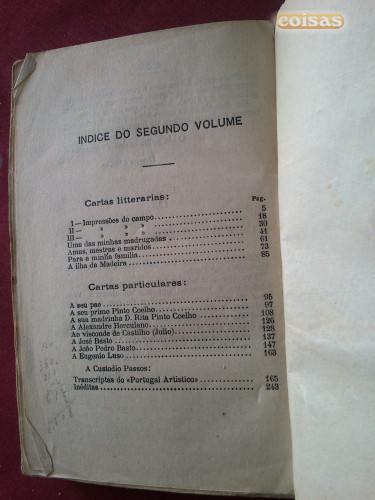 coisas
INDICE DO SEGUNDO VOLUME
Cartas litterarias:
Pag.
I — Impressões do campo 5
II — » » » 18
III — » » » 30
Uma das minhas madrugadas 41
Amas, mestras e maridos 61
Para a minha familia 73
A ilha da Madeira 85
Cartas particulares:
A seu pae 95
A seu primo Pinto Coelho 97
A sua madrinha D. Rita Pinto Coelho 108
A Alexandre Herculano 126
Ao visconde de Castilho (Julio) 128
A José Basto 137
A João Pedro Basto 147
A Eugenio Luso 163
A Custodio Passos:
Transcriptas do «Portugal Artistico» 165
Inéditas 243